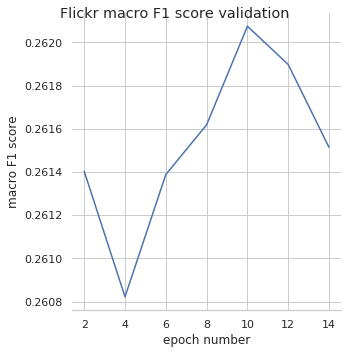 Flickr macro F1 score validation
0.2620
0.2618
0.2616
0.2614
0.2612
0.2610
0.2608
macro F1 score
2 4 6 8 10 12 14
epoch number